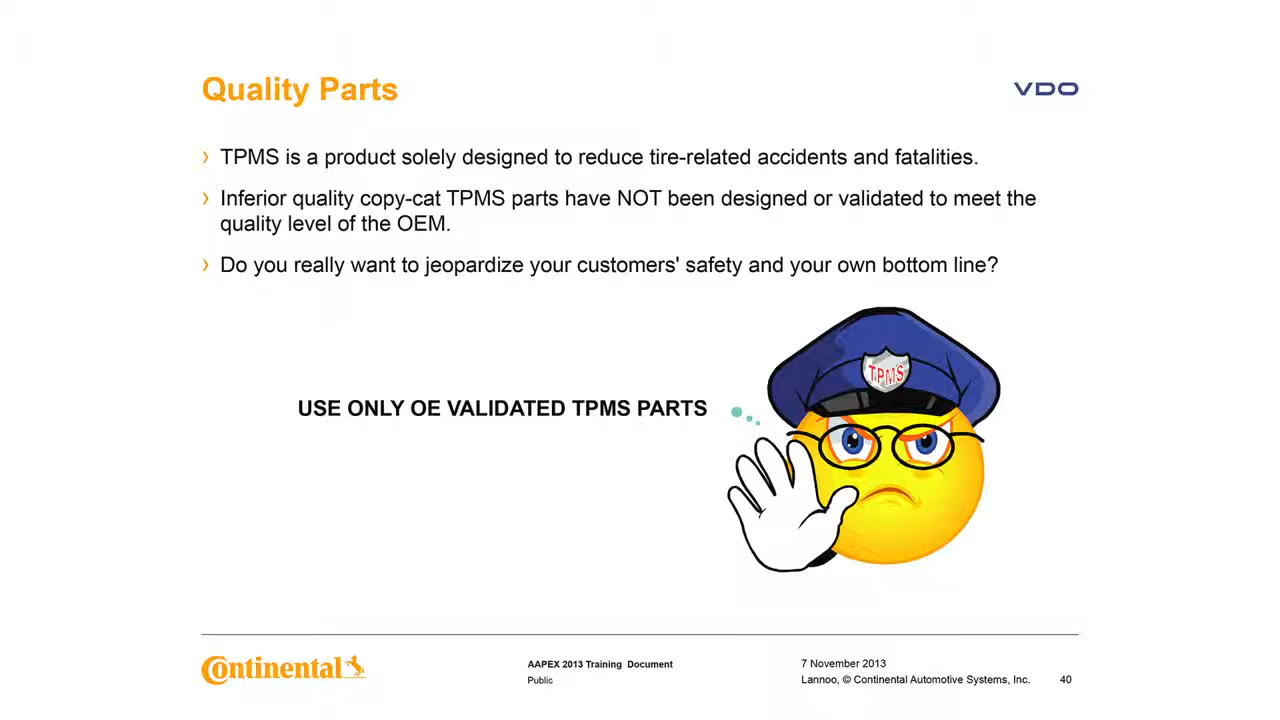 Quality Parts
VDO
› TPMS is a product solely designed to reduce tire-related accidents and fatalities.
› Inferior quality copy-cat TPMS parts have NOT been designed or validated to meet the
quality level of the OEM.
› Do you really want to jeopardize your customers' safety and your own bottom line?
TPMS
USE ONLY OE VALIDATED TPMS PARTS
Continental
AAPEX 2013 Training Document
Public
7 November 2013
Lannoo, © Continental Automotive Systems, Inc.
40